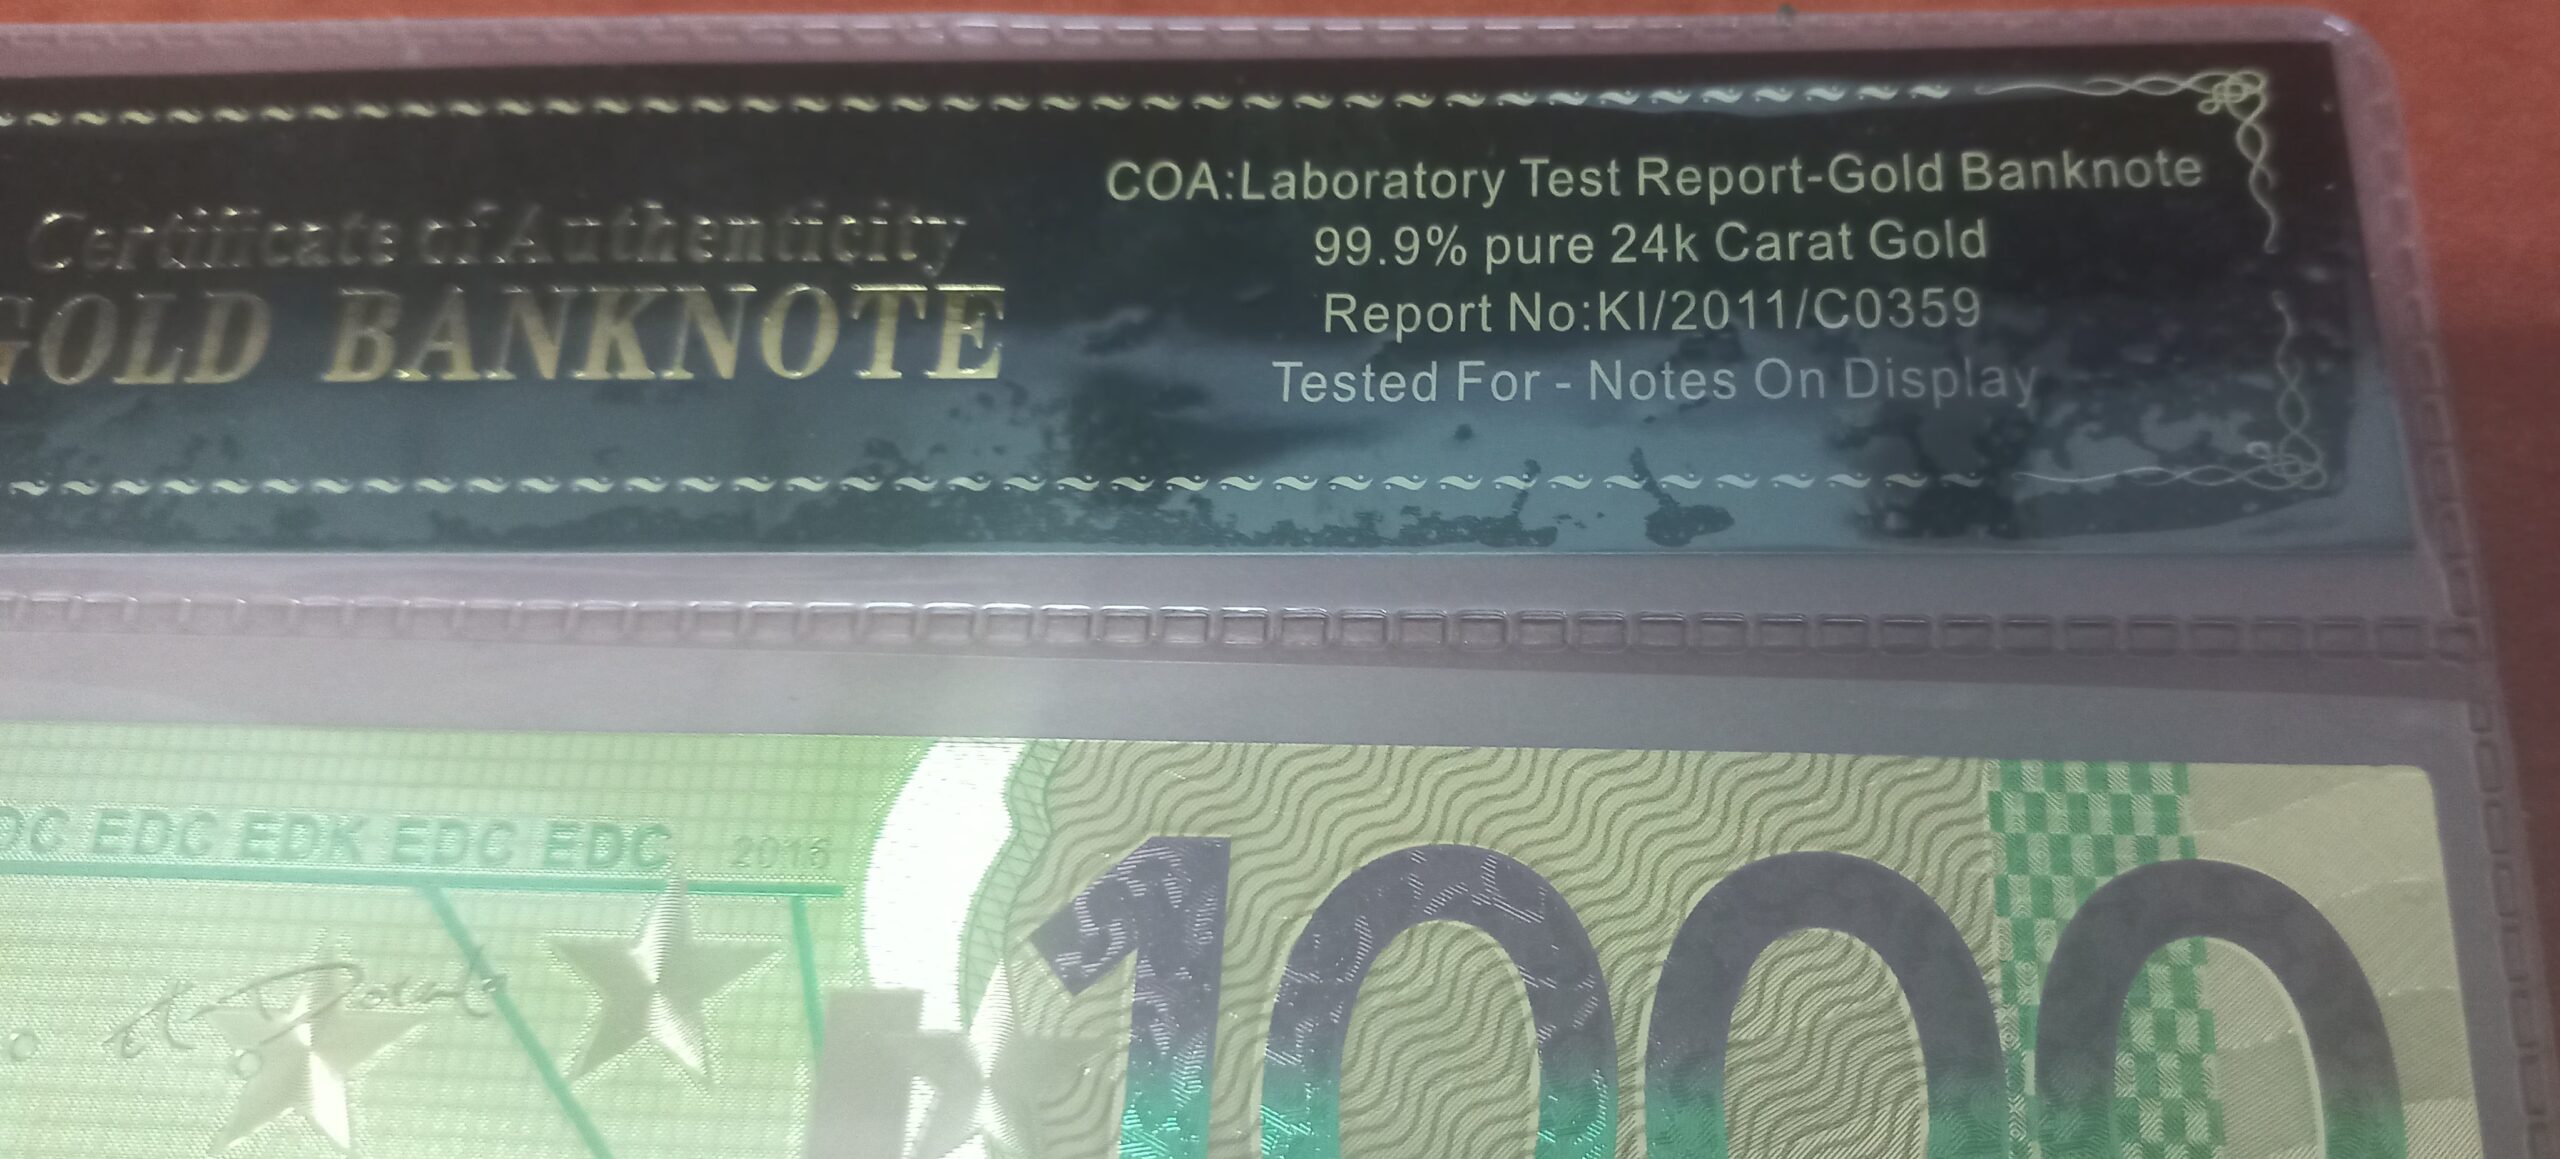 Certificate of Authenticity
GOLD BANKNOTE
COA:Laboratory Test Report-Gold Banknote
99.9% pure 24k Carat Gold
Report No:KI/2011/C0359
Tested For - Notes On Display
EDC EDK EDC EDC 2016
1000